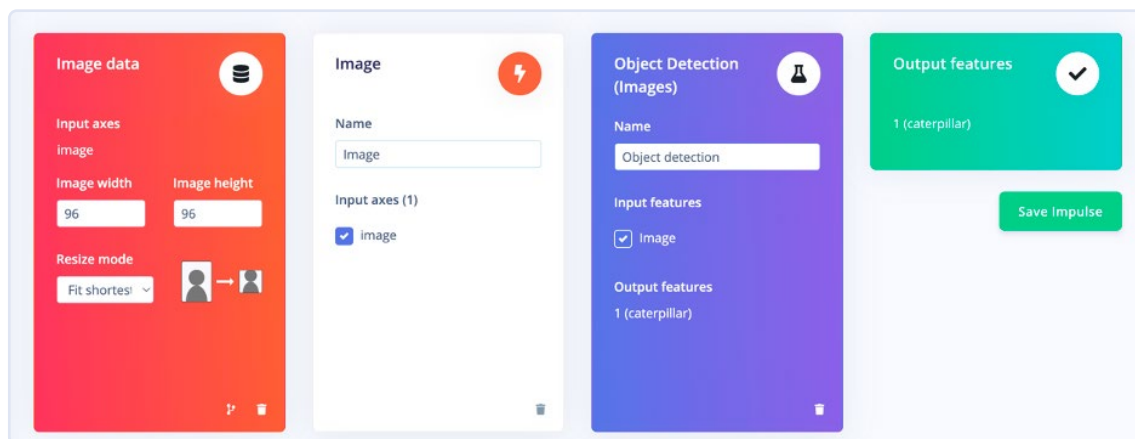 Image data
Input axes
image
Image width
Image height
96
96
Resize mode
Fit shortest
Image
Name
Image
Input axes (1)
image
Object Detection
(Images)
Name
Object detection
Input features
Image
Output features
1 (caterpillar)
Output features
1 (caterpillar)
Save Impulse